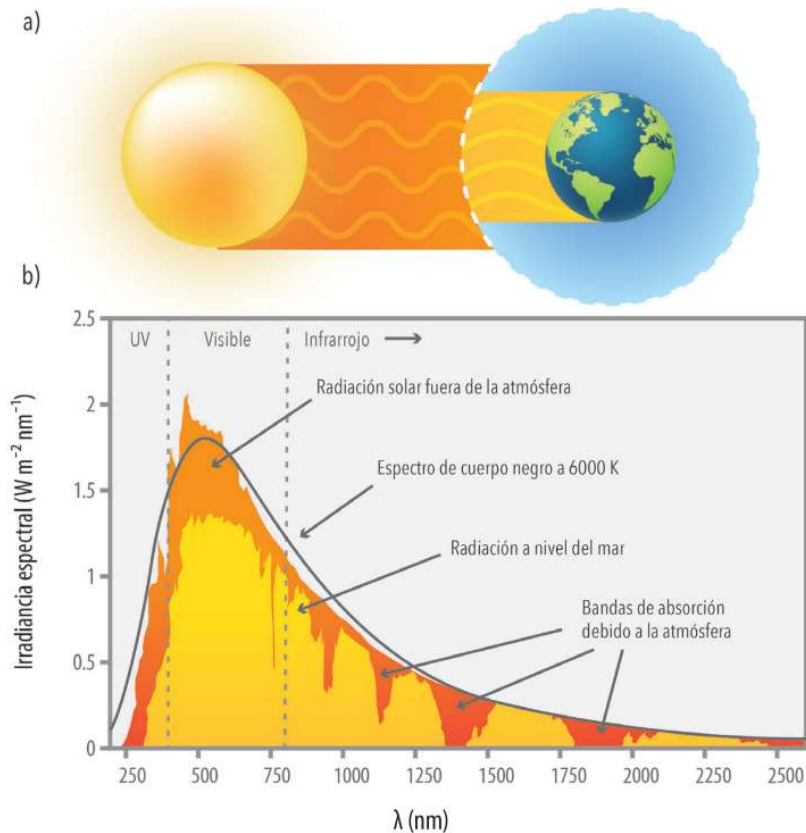 a)
b)
2.5
UV
Visible
Infrarrojo
Radiación solar fuera de la atmósfera
2
Espectro de cuerpo negro a 6000 K
1.5
Radiación a nivel del mar
1
Bandas de absorción
debido a la atmósfera
0.5
0
Irradiancia espectral (W m⁻² nm⁻¹)
250 500 750 1000 1250 1500 1750 2000 2250 2500
λ (nm)